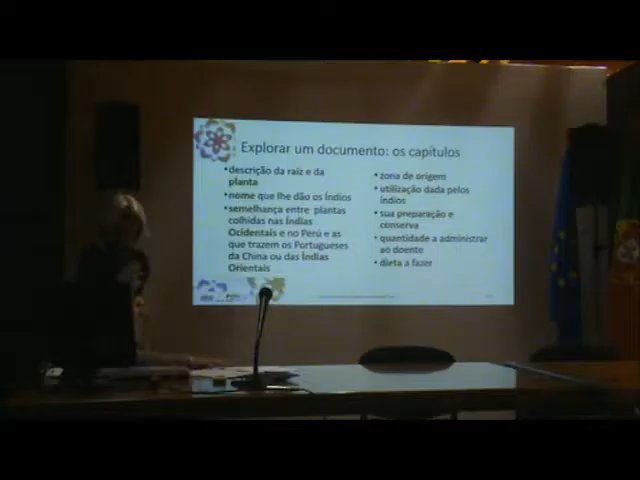 Explorar um documento: os capítulos
•descrição da raiz e da
planta
•nome que lhe dão os Índios
•semelhança entre plantas
colhidas nas Índias
Ocidentais e no Perú e as
que trazem os Portugueses
da China ou das Índias
Orientais
• zona de origem
• utilização dada pelos
índios
• sua preparação e
conserva
• quantidade a administrar
ao doente
• dieta a fazer